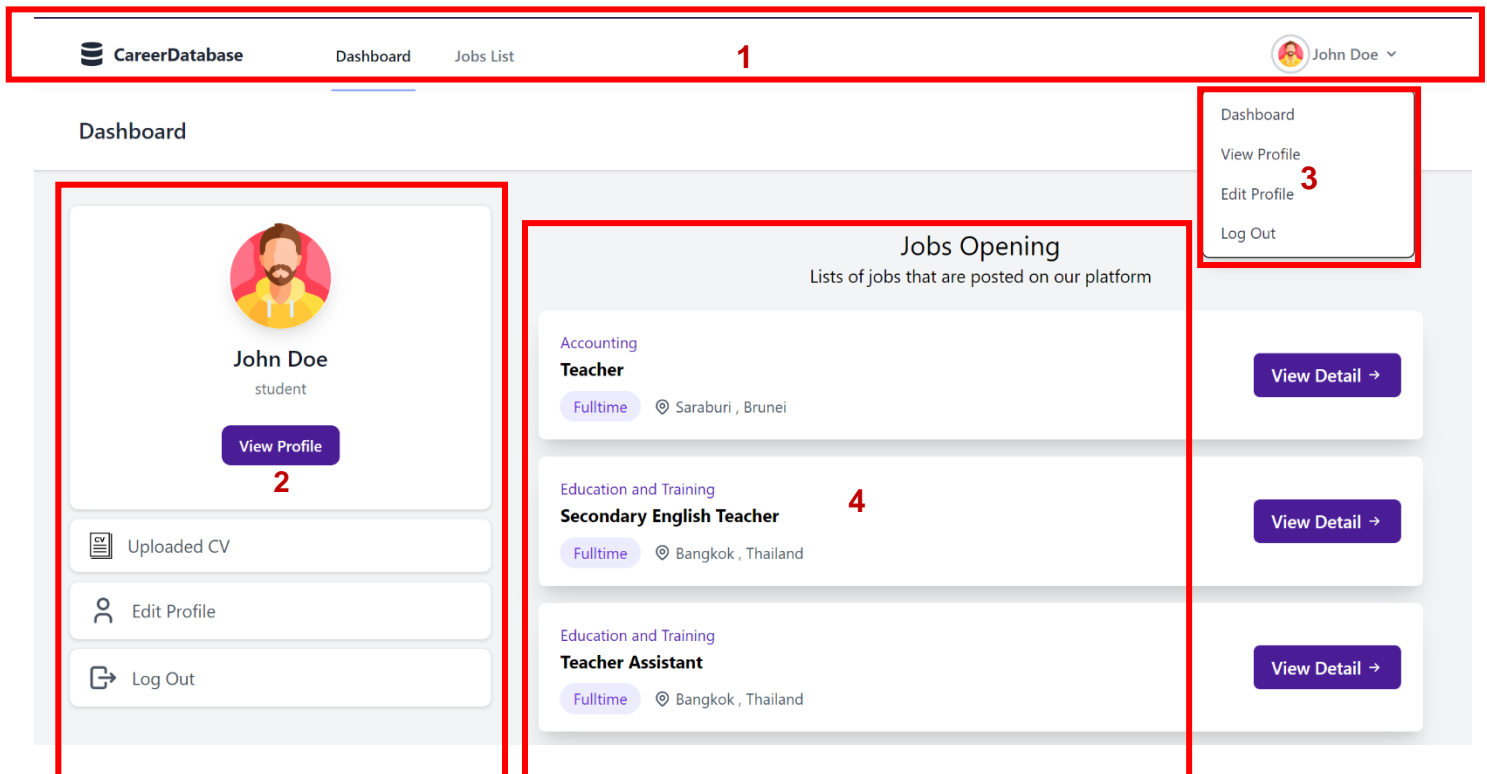 CareerDatabase Dashboard Jobs List 1 John Doe
Dashboard
Dashboard
View Profile
3
Edit Profile
Log Out
John Doe
student
View Profile
2
CV
Uploaded CV
Edit Profile
Log Out
Jobs Opening
Lists of jobs that are posted on our platform
Accounting
Teacher
Fulltime Saraburi , Brunei
View Detail →
Education and Training
4
Secondary English Teacher
Fulltime Bangkok , Thailand
View Detail →
Education and Training
Teacher Assistant
Fulltime Bangkok , Thailand
View Detail →